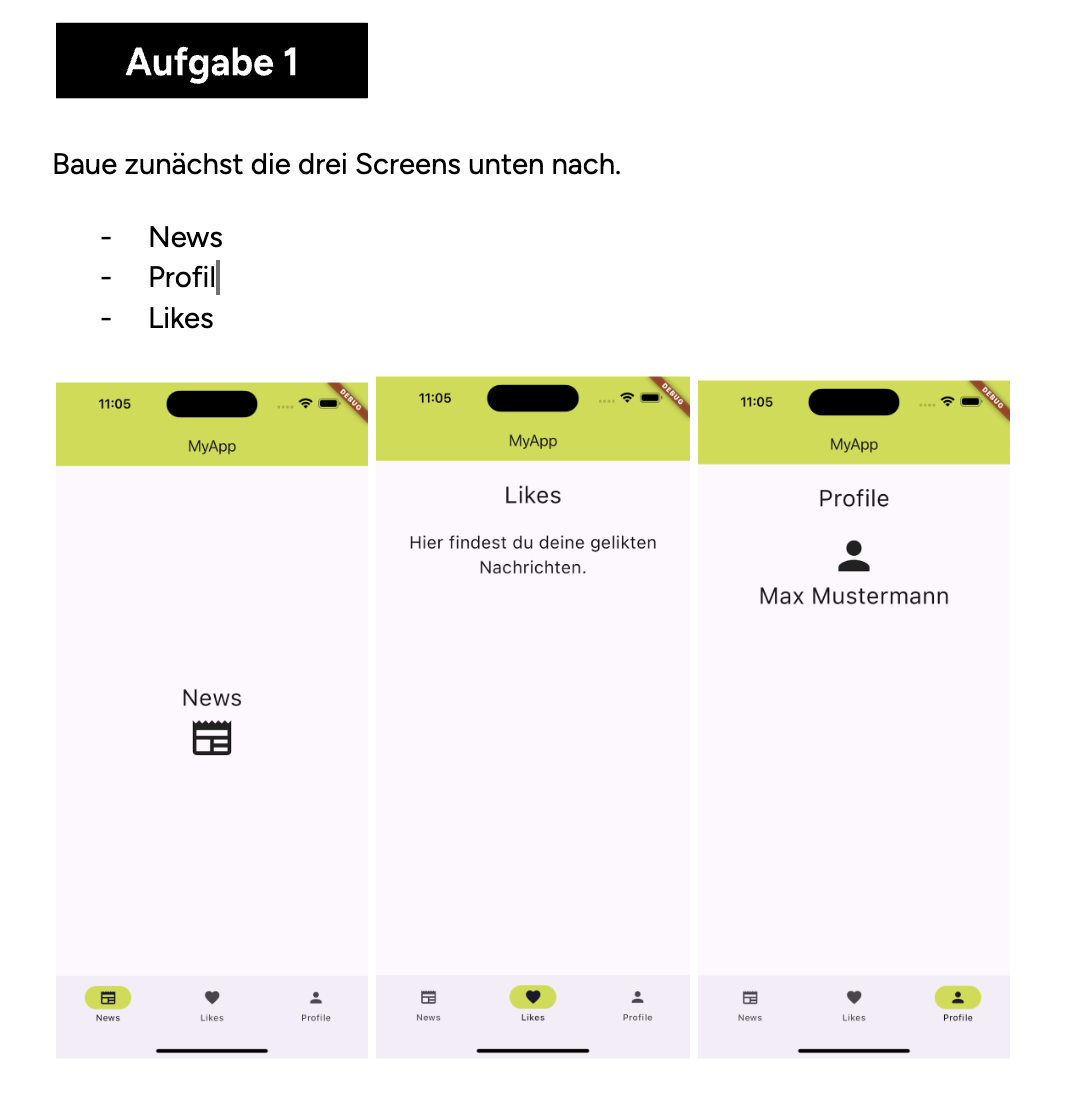 Aufgabe 1
Baue zunächst die drei Screens unten nach.
- News
- Profil
- Likes
11:05
DEBUG
MyApp
News
News
Likes
Profile
11:05
DEBUG
MyApp
Likes
Hier findest du deine gelikten
Nachrichten.
News
Likes
Profile
11:05
DEBUG
MyApp
Profile
Max Mustermann
News
Likes
Profile